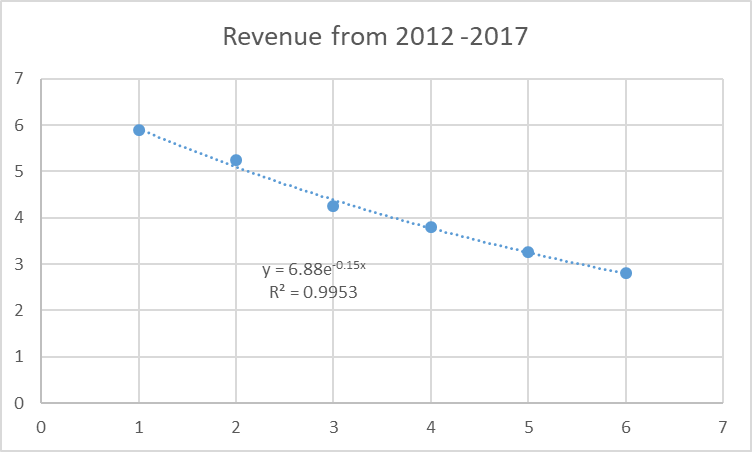 Revenue from 2012 -2017
7
6
5
4
3
2
1
0
y = 6.88e^-0.15x
R² = 0.9953
0 1 2 3 4 5 6 7